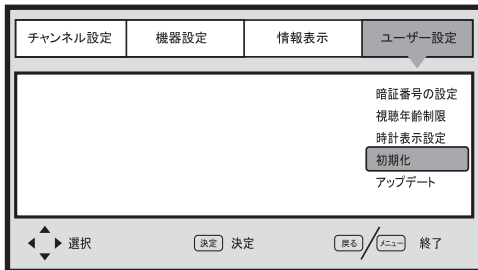 チャンネル設定 機器設定 情報表示 ユーザー設定
暗証番号の設定
視聴年齢制限
時計表示設定
初期化
アップデート
選択 決定 決定 戻る メニュー 終了